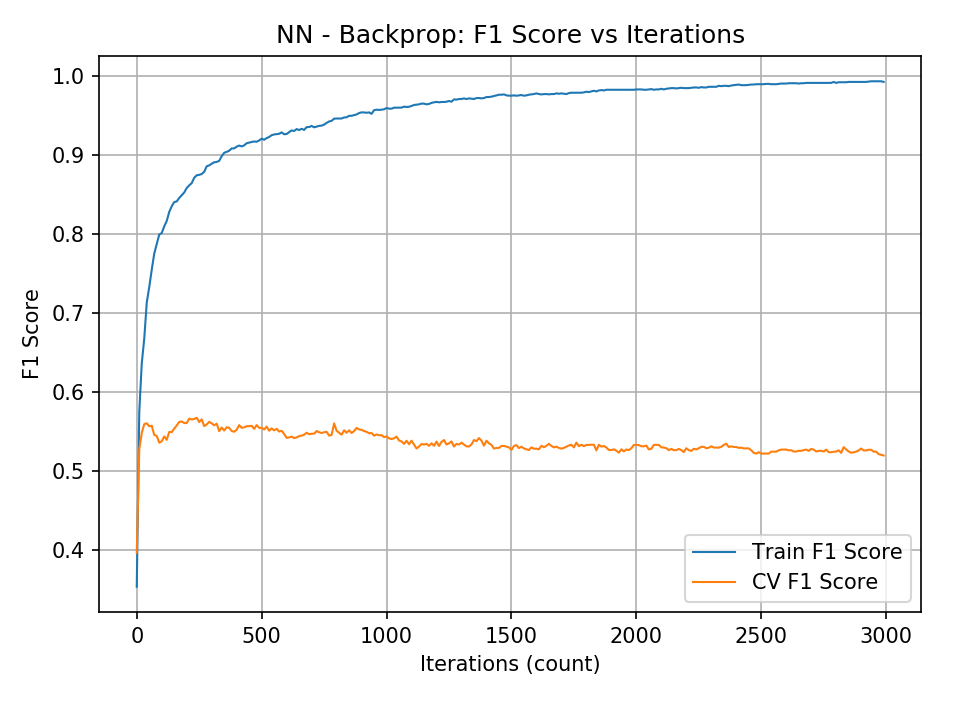 NN - Backprop: F1 Score vs Iterations
F1 Score
1.0
0.9
0.8
0.7
0.6
0.5
0.4
Train F1 Score
CV F1 Score
0 500 1000 1500 2000 2500 3000
Iterations (count)